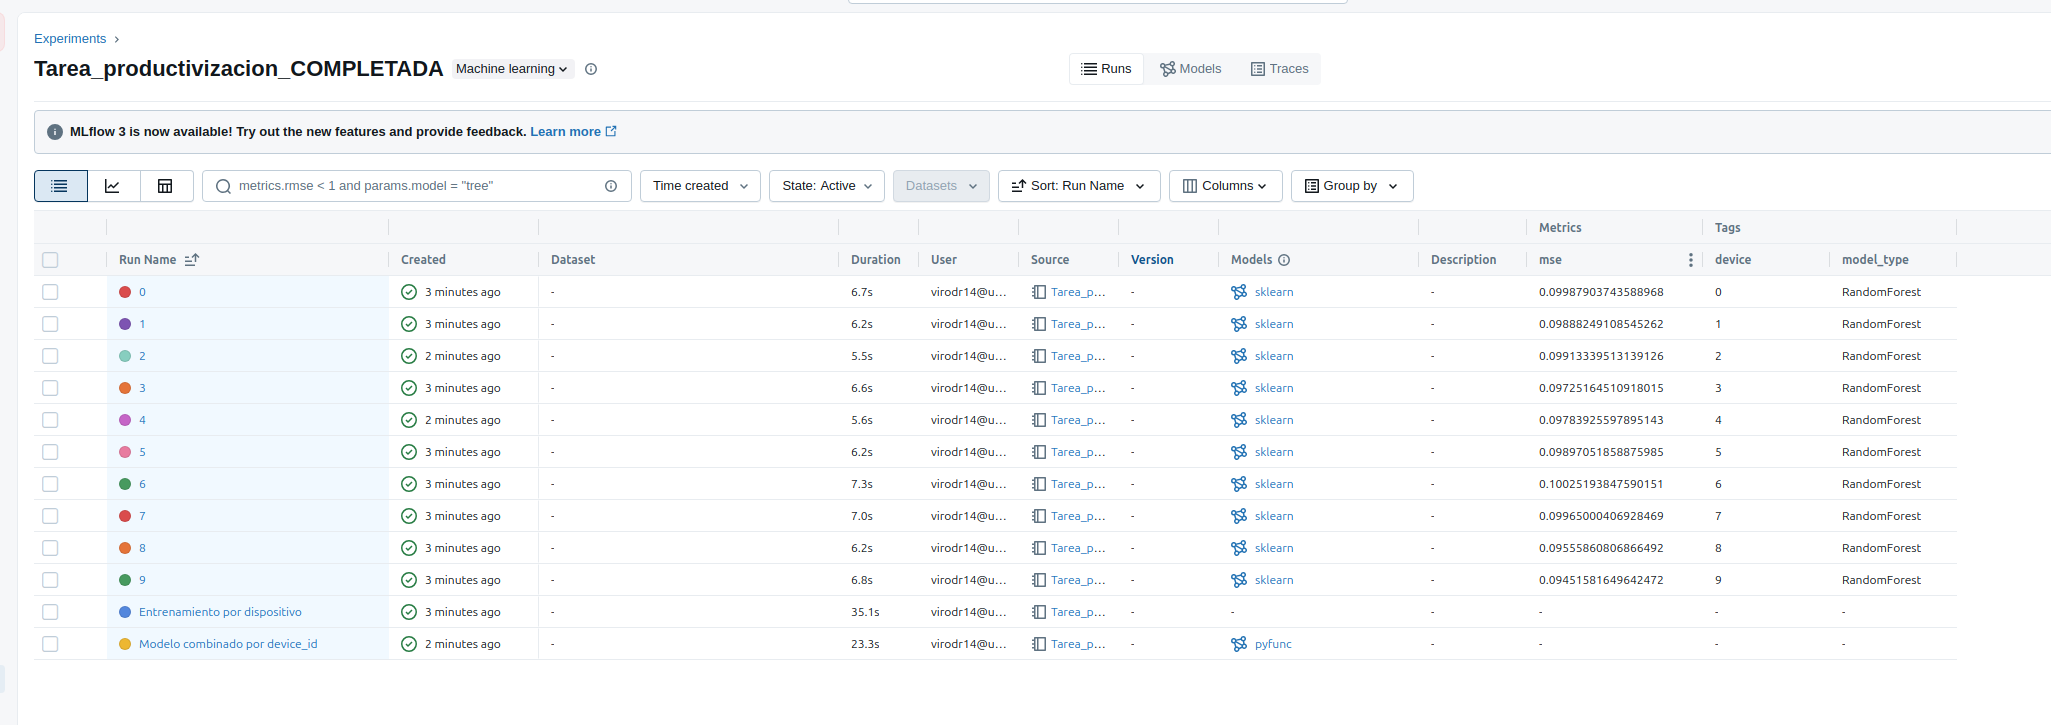 Experiments
Tarea_productivizacion_COMPLETADA Machine learning
Runs Models Traces
MLflow 3 is now available! Try out the new features and provide feedback. Learn more
metrics.rmse < 1 and params.model = "tree" Time created State: Active Datasets Sort: Run Name Columns Group by
Metrics Tags
Run Name Created Dataset Duration User Source Version Models Description mse device model_type
0 3 minutes ago - 6.7s virodr14@u... Tarea_p... - sklearn - 0.09987903743588968 0 RandomForest
1 3 minutes ago - 6.2s virodr14@u... Tarea_p... - sklearn - 0.09888249108545262 1 RandomForest
2 2 minutes ago - 5.5s virodr14@u... Tarea_p... - sklearn - 0.09913339513139126 2 RandomForest
3 3 minutes ago - 6.6s virodr14@u... Tarea_p... - sklearn - 0.09725164510918015 3 RandomForest
4 2 minutes ago - 5.6s virodr14@u... Tarea_p... - sklearn - 0.09783925597895143 4 RandomForest
5 3 minutes ago - 6.2s virodr14@u... Tarea_p... - sklearn - 0.09897051858875985 5 RandomForest
6 3 minutes ago - 7.3s virodr14@u... Tarea_p... - sklearn - 0.10025193847590151 6 RandomForest
7 3 minutes ago - 7.0s virodr14@u... Tarea_p... - sklearn - 0.09965000406928469 7 RandomForest
8 3 minutes ago - 6.2s virodr14@u... Tarea_p... - sklearn - 0.09555860806866492 8 RandomForest
9 3 minutes ago - 6.8s virodr14@u... Tarea_p... - sklearn - 0.09451581649642472 9 RandomForest
Entrenamiento por dispositivo 3 minutes ago - 35.1s virodr14@u... Tarea_p... - - - - - -
Modelo combinado por device_id 2 minutes ago - 23.3s virodr14@u... Tarea_p... - pyfunc - - - -